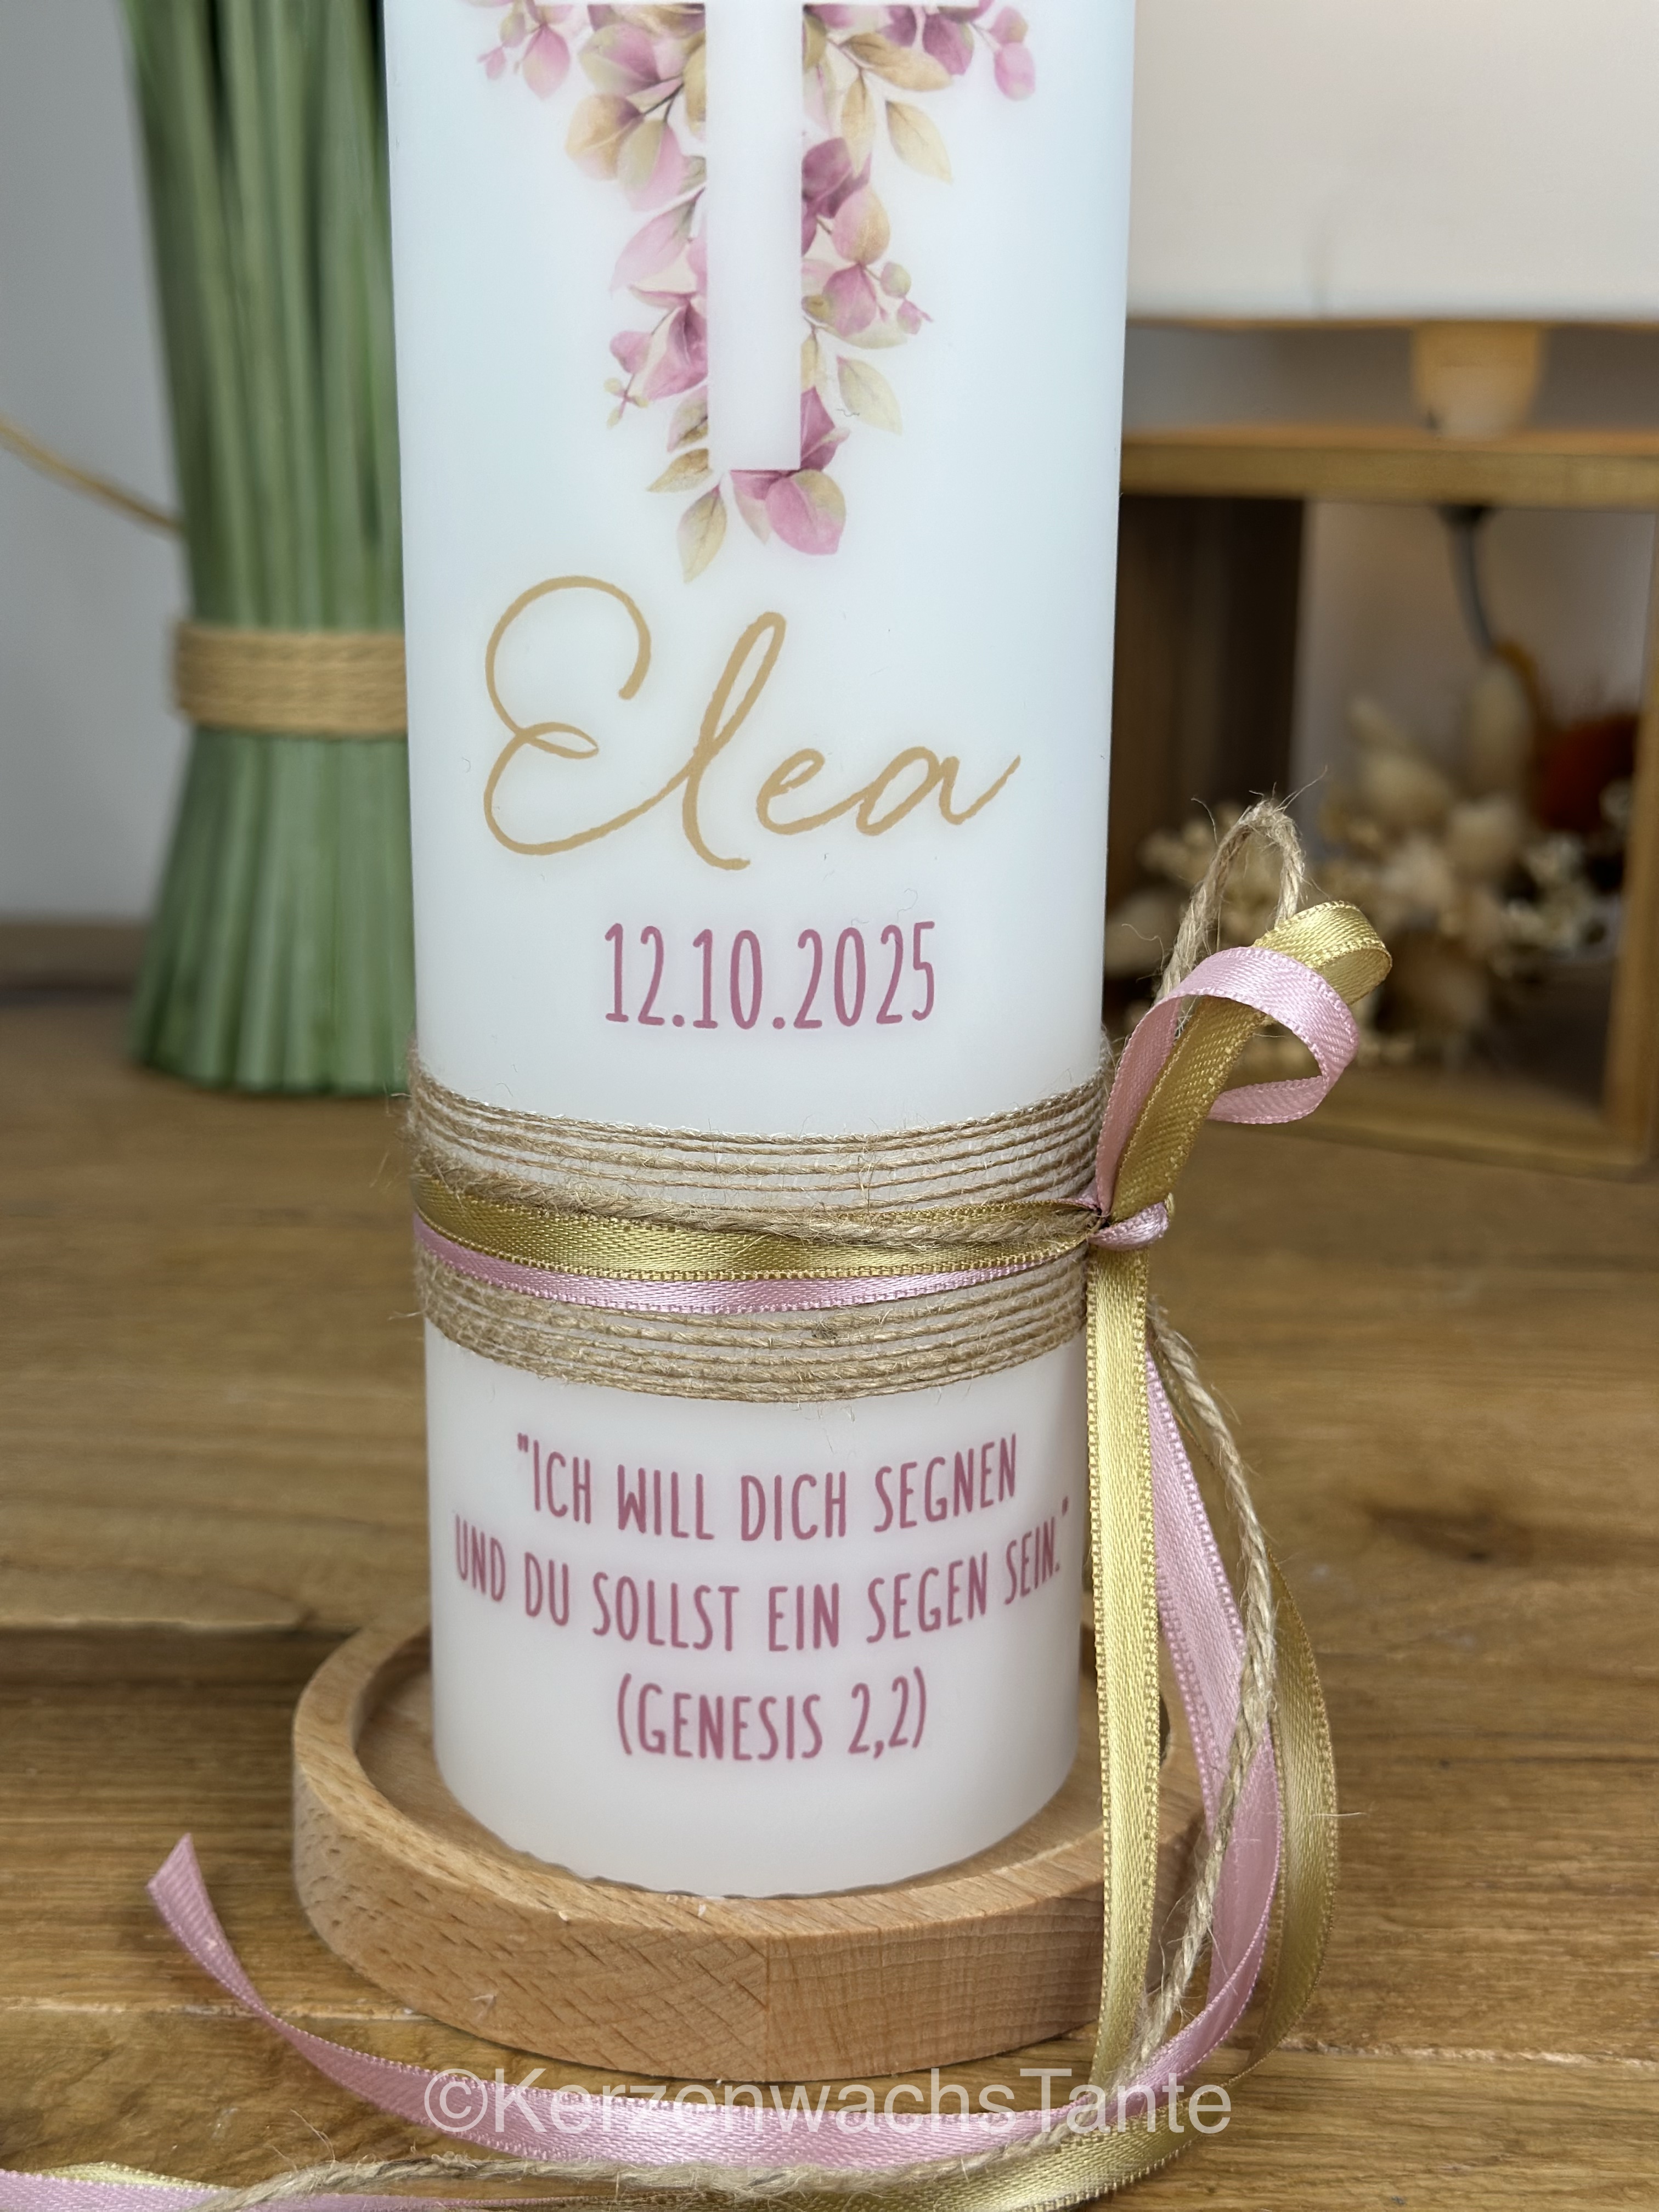 Elea
12.10.2025
"ICH WILL DICH SEGNEN
UND DU SOLLST EIN SEGEN SEIN."
(GENESIS 2,2)
©KerzenwachsTante